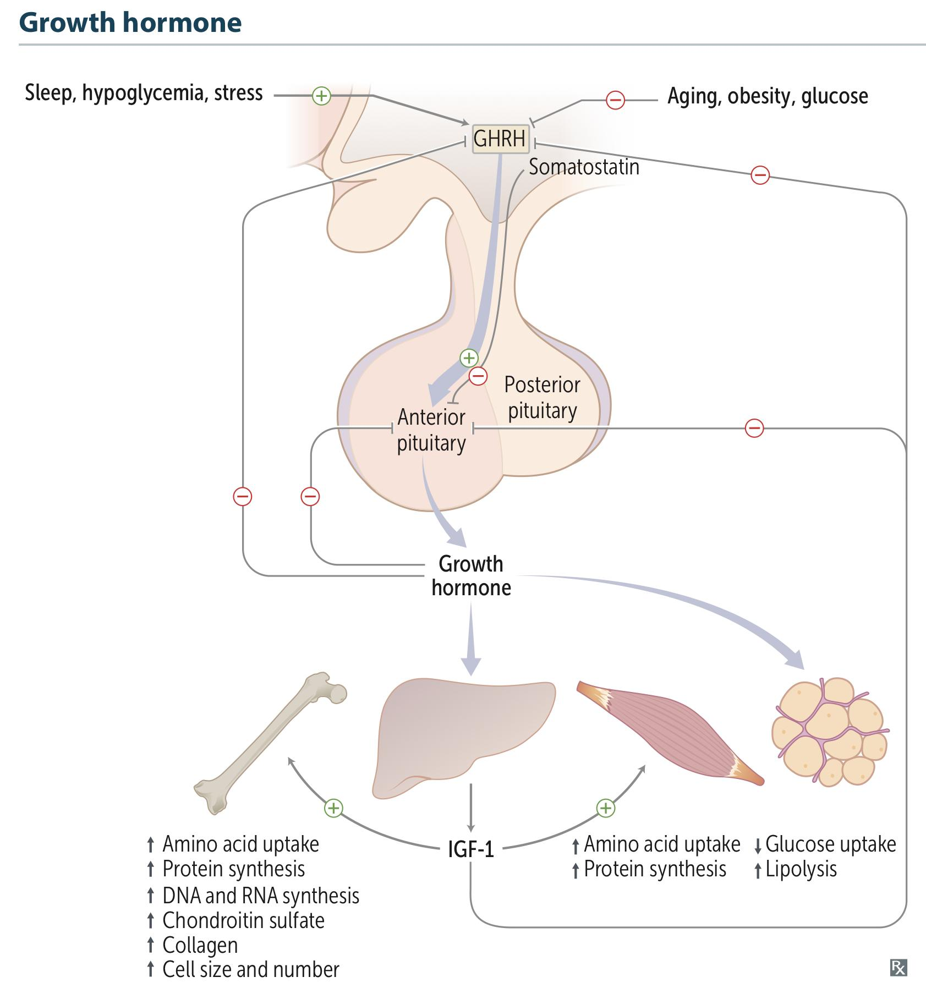 Growth hormone
Sleep, hypoglycemia, stress
Aging, obesity, glucose
GHRH
Somatostatin
Posterior
pituitary
Anterior
pituitary
Growth
hormone
IGF-1
↑ Amino acid uptake
↑ Protein synthesis
↑ DNA and RNA synthesis
↑ Chondroitin sulfate
↑ Collagen
↑ Cell size and number
↑ Amino acid uptake
↑ Protein synthesis
↓ Glucose uptake
↑ Lipolysis
Rx